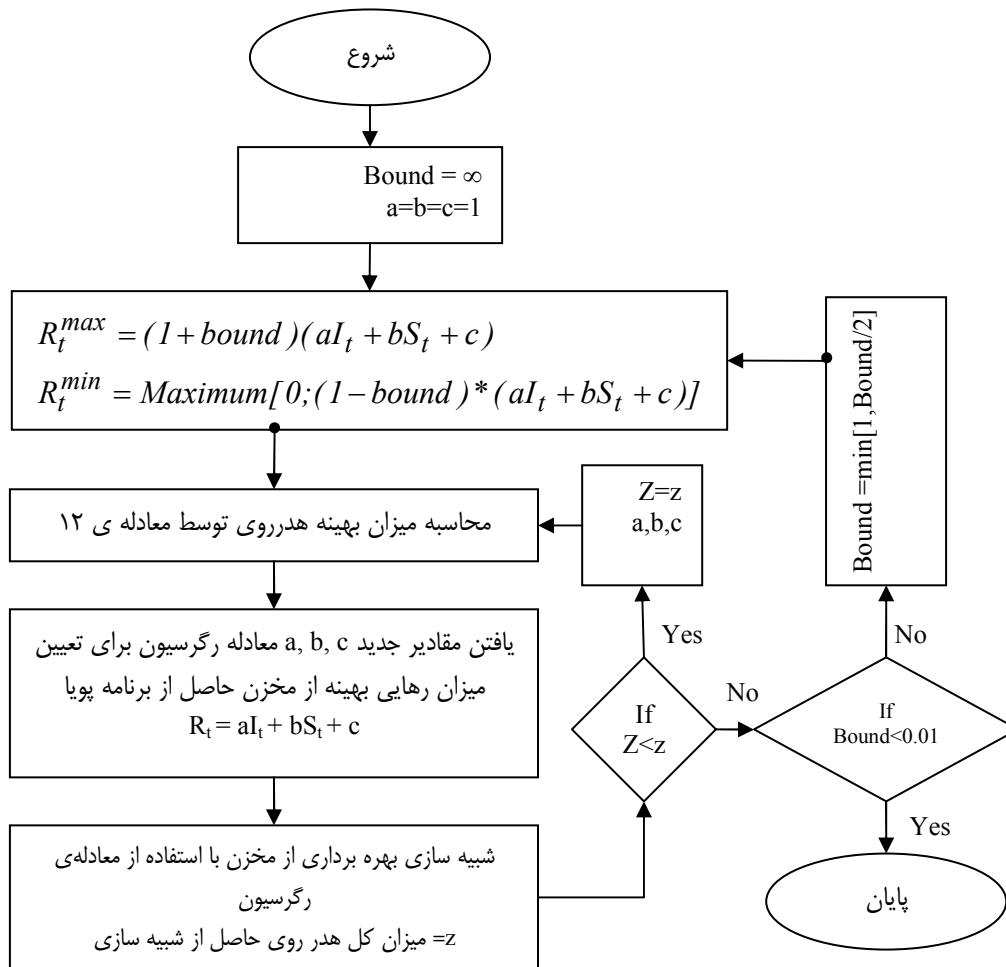 شروع
Bound = ∞
a=b=c=1
R_t^{max} = (1+bound)(aI_t + bS_t + c)
R_t^{min} = Maximum[0;(1−bound)*(aI_t + bS_t + c)]
محاسبه میزان بهینه هدرروی توسط معادله ی ۱۲
یافتن مقادیر جدید a, b, c معادله رگرسیون برای تعیین
میزان رهایی بهینه از مخزن حاصل از برنامه پویا
R_t = aI_t + bS_t + c
شبیه سازی بهره برداری از مخزن با استفاده از معادله‌ی
رگرسیون
z= میزان کل هدر روی حاصل از شبیه سازی
Z=z
a,b,c
Yes
If
Z<z
No
Bound =min[1,Bound/2]
No
If
Bound<0.01
Yes
پایان